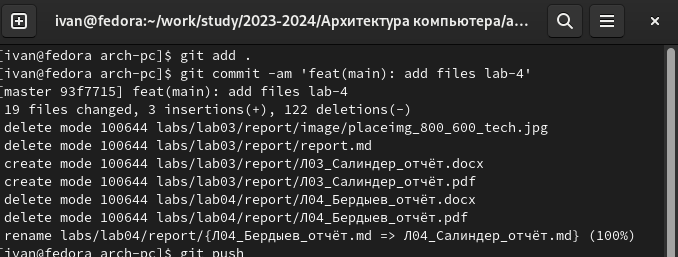 ivan@fedora:~/work/study/2023-2024/Архитектура компьютера/a...
[ivan@fedora arch-pc]$ git add .
[ivan@fedora arch-pc]$ git commit -am 'feat(main): add files lab-4'
[master 93f7715] feat(main): add files lab-4
19 files changed, 3 insertions(+), 122 deletions(-)
delete mode 100644 labs/lab03/report/image/placeimg_800_600_tech.jpg
delete mode 100644 labs/lab03/report/report.md
create mode 100644 labs/lab03/report/Л03_Салиндер_отчёт.docx
create mode 100644 labs/lab03/report/Л03_Салиндер_отчёт.pdf
delete mode 100644 labs/lab04/report/Л04_Бердыев_отчёт.docx
delete mode 100644 labs/lab04/report/Л04_Бердыев_отчёт.pdf
rename labs/lab04/report/{Л04_Бердыев_отчёт.md => Л04_Салиндер_отчёт.md} (100%)
[ivan@fedora arch-pc]$ git push